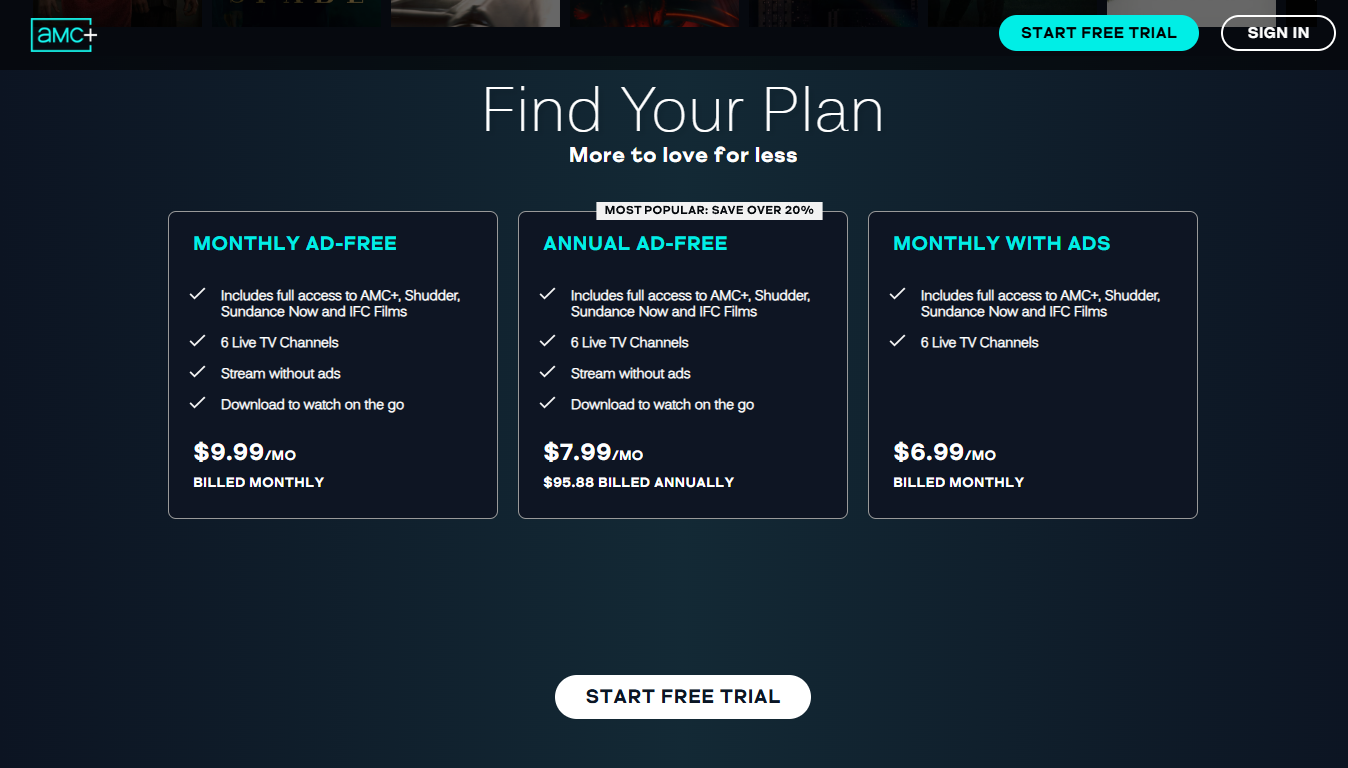 aMC+
START FREE TRIAL
SIGN IN
Find Your Plan
More to love for less
MONTHLY AD-FREE
Includes full access to AMC+, Shudder,
Sundance Now and IFC Films
6 Live TV Channels
Stream without ads
Download to watch on the go
$9.99/MO
BILLED MONTHLY
MOST POPULAR: SAVE OVER 20%
ANNUAL AD-FREE
Includes full access to AMC+, Shudder,
Sundance Now and IFC Films
6 Live TV Channels
Stream without ads
Download to watch on the go
$7.99/MO
$95.88 BILLED ANNUALLY
MONTHLY WITH ADS
Includes full access to AMC+, Shudder,
Sundance Now and IFC Films
6 Live TV Channels
$6.99/MO
BILLED MONTHLY
START FREE TRIAL